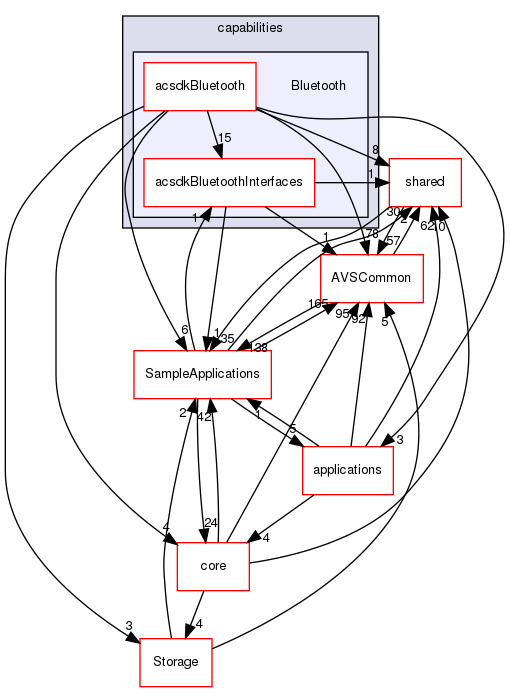 capabilities
acsdkBluetooth
Bluetooth
15
8
acsdkBluetoothInterfaces
1
shared
1
30
2
62
10
78
57
1
AVSCommon
165
95
92
5
6
1
35
138
SampleApplications
2
42
1
5
3
applications
4
24
4
core
4
3
Storage